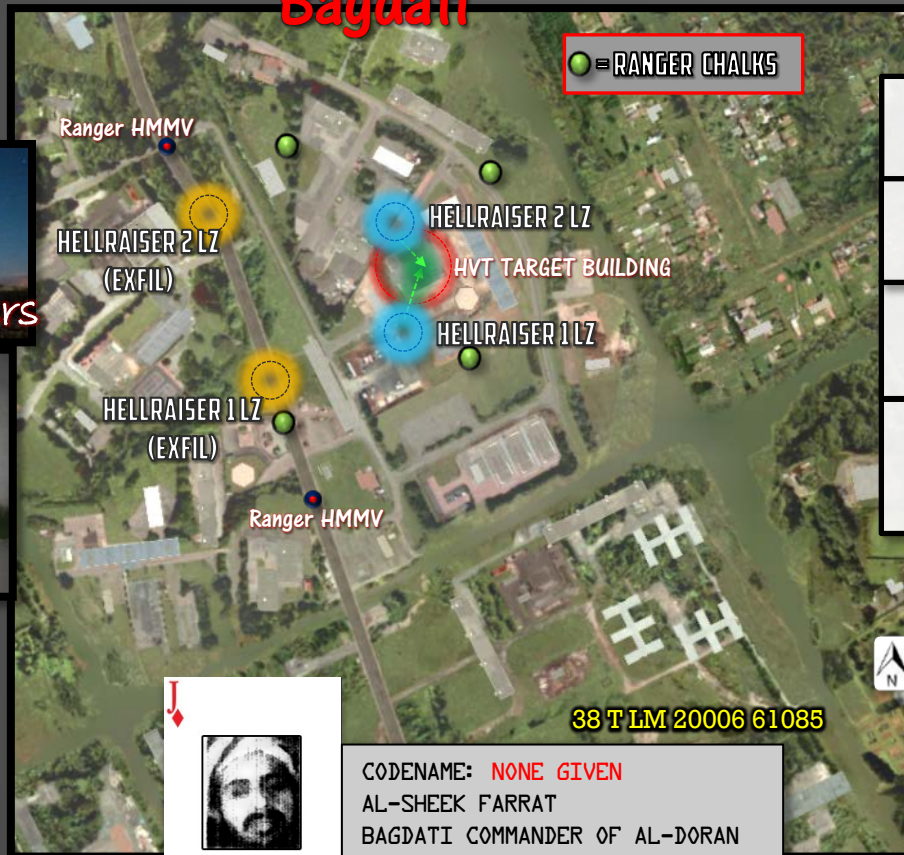 Bagdati
= RANGER CHALKS
Ranger HMMV
HELLRAISER 2 LZ
HELLRAISER 2 LZ
(EXFIL)
HVT TARGET BUILDING
rs
HELLRAISER 1 LZ
HELLRAISER 1 LZ
(EXFIL)
Ranger HMMV
N
J
38 T LM 20006 61085
CODENAME: NONE GIVEN
AL-SHEEK FARRAT
BAGDATI COMMANDER OF AL-DORAN